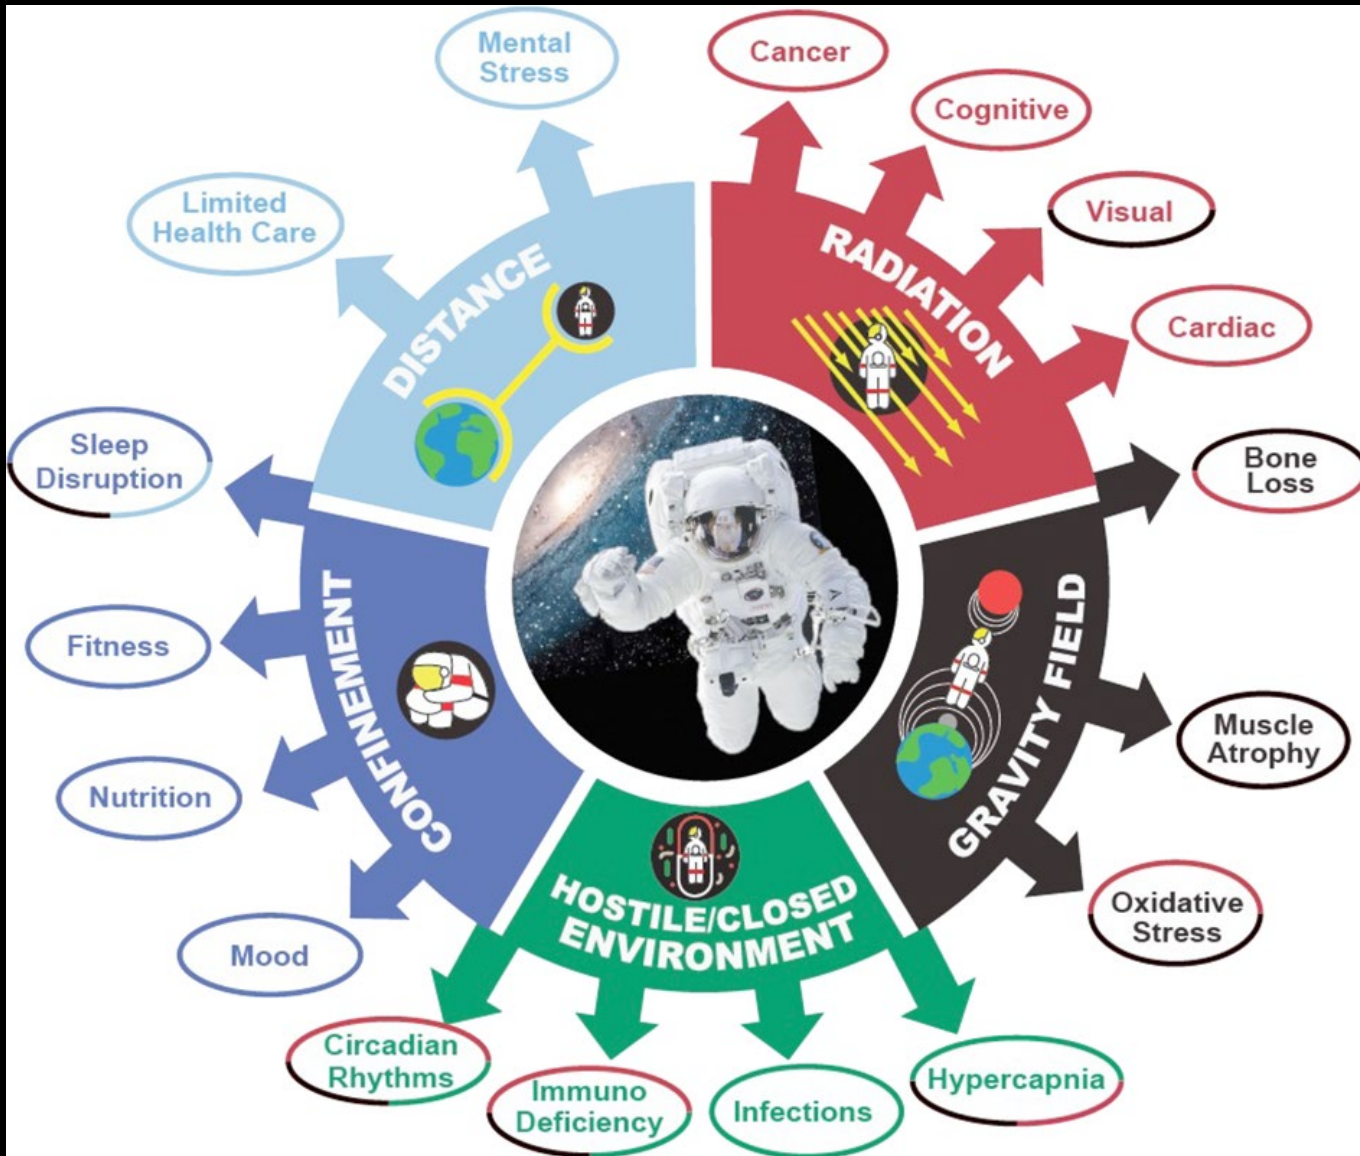 Mental
Stress
Cancer
Cognitive
Limited
Health Care
Visual
DISTANCE
RADIATION
Cardiac
Sleep
Disruption
Bone
Loss
Fitness
CONFINEMENT
GRAVITY FIELD
Muscle
Atrophy
Nutrition
HOSTILE/CLOSED
ENVIRONMENT
Oxidative
Stress
Mood
Circadian
Rhythms
Immuno
Deficiency
Infections
Hypercapnia